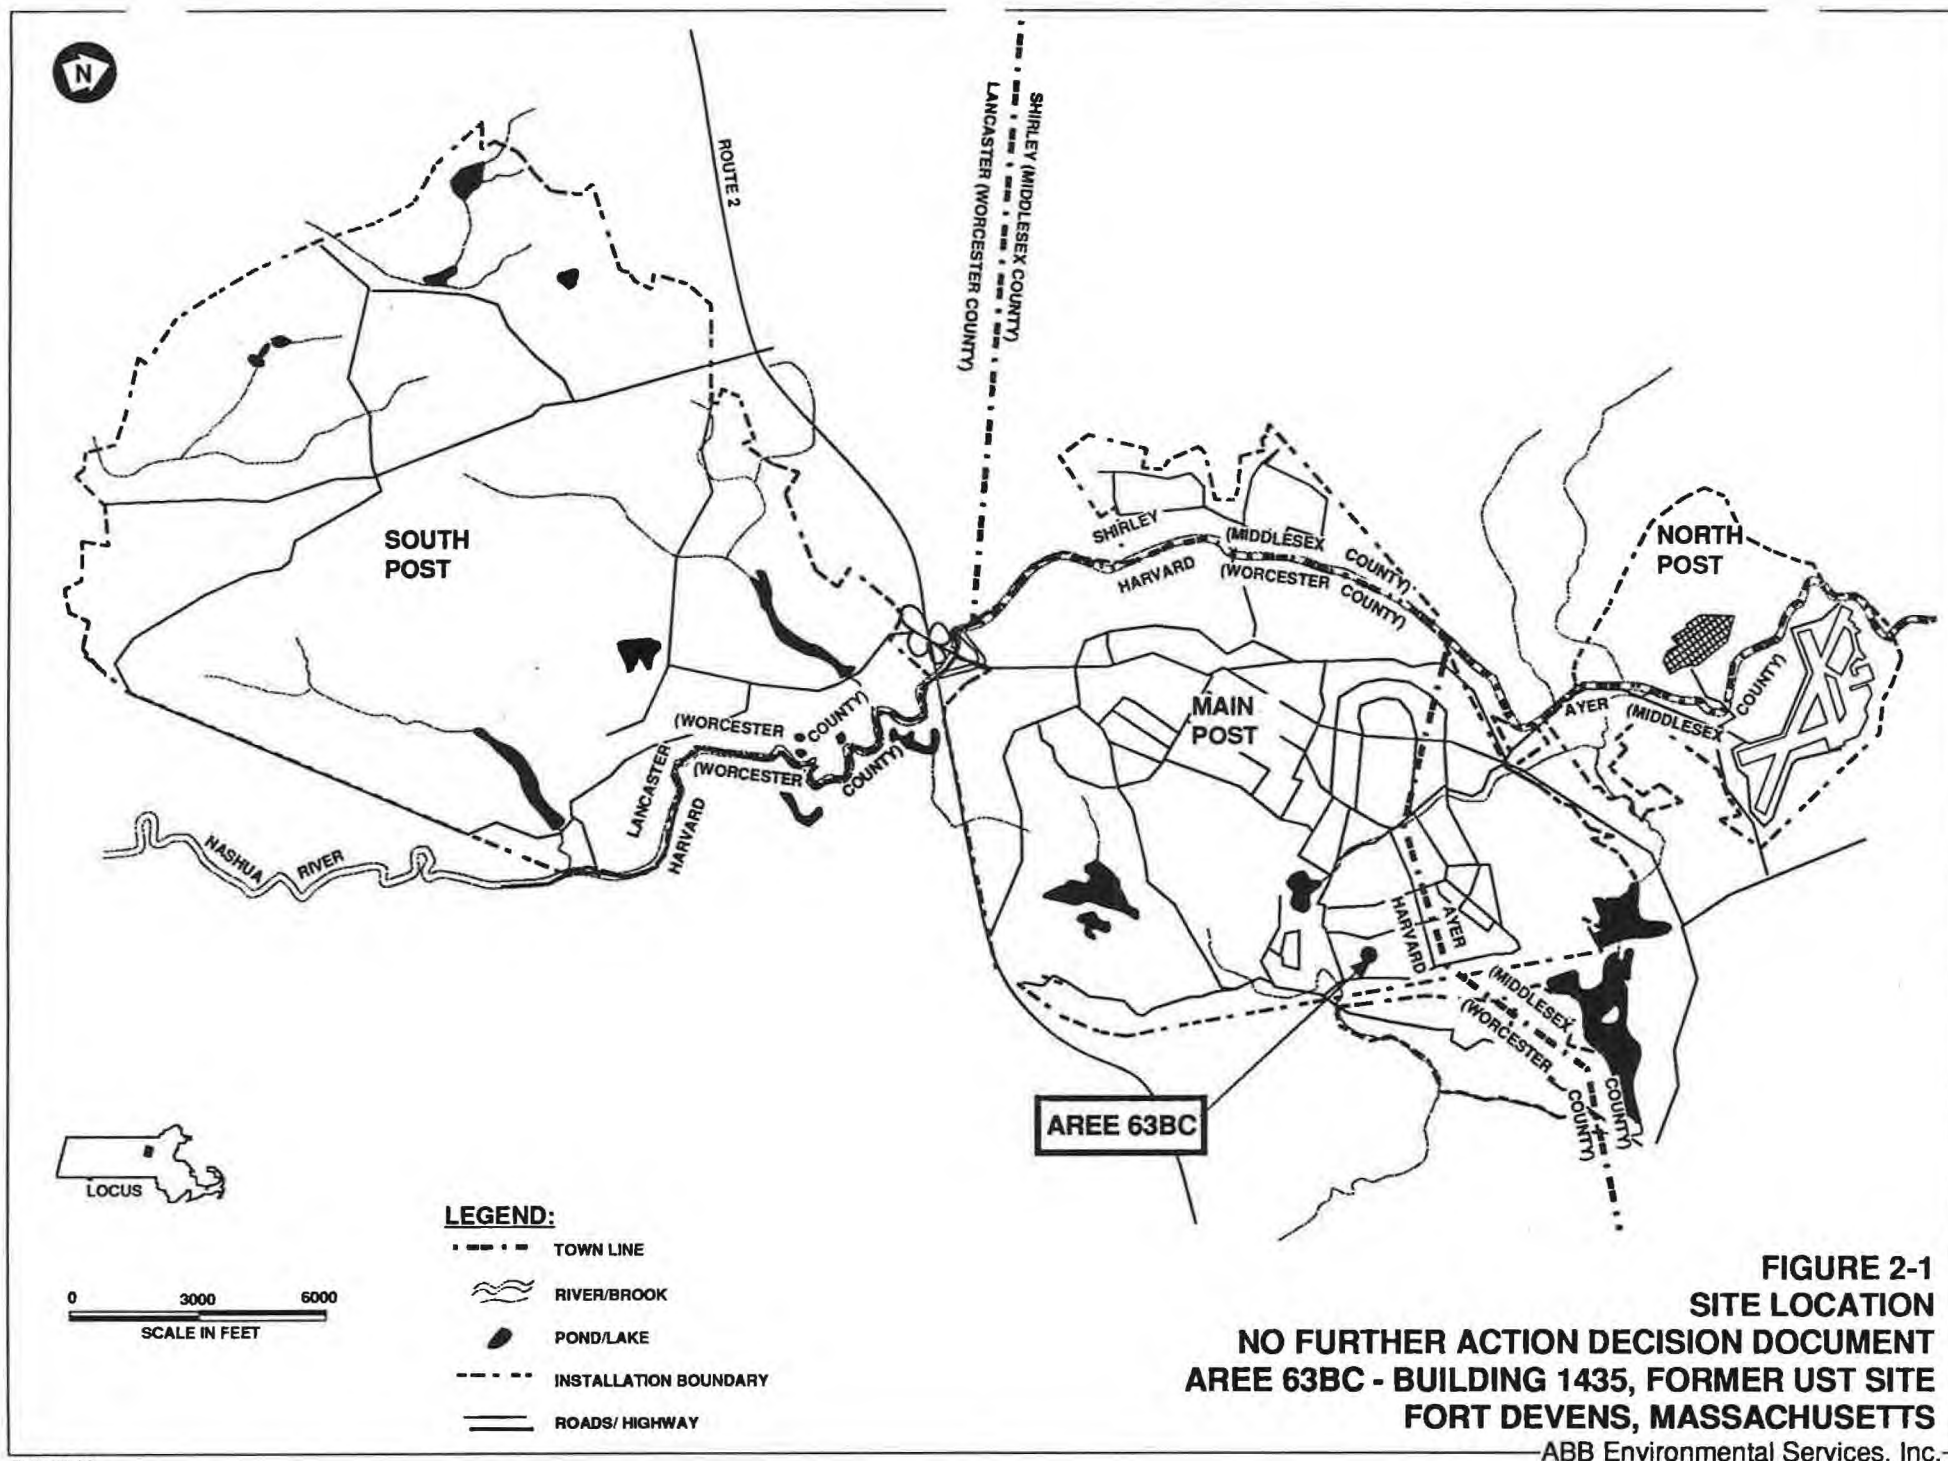 N
ROUTE 2
SHIRLEY (MIDDLESEX COUNTY)
LANCASTER (WORCESTER COUNTY)
SOUTH
POST
NORTH
POST
SHIRLEY
(MIDDLESEX
COUNTY)
HARVARD
(WORCESTER
COUNTY)
MAIN
POST
AYER
(MIDDLESEX
COUNTY)
LANCASTER
(WORCESTER
COUNTY)
HARVARD
(WORCESTER
COUNTY)
NASHUA
RIVER
HARVARD
AYER
(MIDDLESEX
COUNTY)
(WORCESTER
COUNTY)
AREE 63BC
LOCUS
0 3000 6000
SCALE IN FEET
LEGEND:
TOWN LINE
RIVER/BROOK
POND/LAKE
INSTALLATION BOUNDARY
ROADS/ HIGHWAY
FIGURE 2-1
SITE LOCATION
NO FURTHER ACTION DECISION DOCUMENT
AREE 63BC - BUILDING 1435, FORMER UST SITE
FORT DEVENS, MASSACHUSETTS
ABB Environmental Services, Inc.